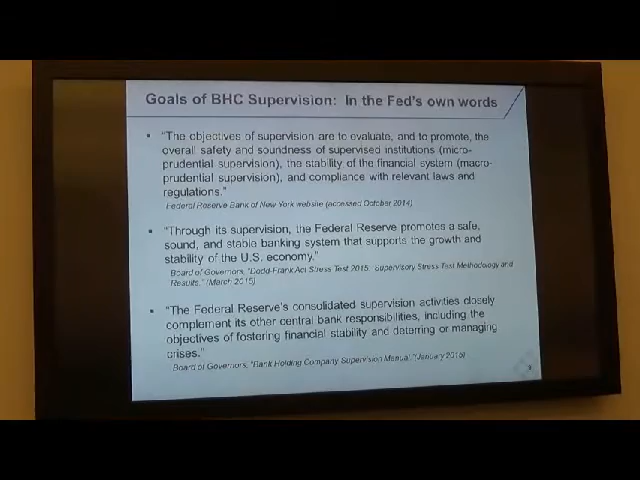 Goals of BHC Supervision: In the Fed's own words
▪ "The objectives of supervision are to evaluate, and to promote, the
overall safety and soundness of supervised institutions (micro-
prudential supervision), the stability of the financial system (macro-
prudential supervision), and compliance with relevant laws and
regulations."
Federal Reserve Bank of New York website (accessed October 2014)
▪ "Through its supervision, the Federal Reserve promotes a safe,
sound, and stable banking system that supports the growth and
stability of the U.S. economy."
Board of Governors, "Dodd-Frank Act Stress Test 2015: Supervisory Stress Test Methodology and
Results," (March 2015)
▪ "The Federal Reserve's consolidated supervision activities closely
complement its other central bank responsibilities, including the
objectives of fostering financial stability and deterring or managing
crises."
Board of Governors, "Bank Holding Company Supervision Manual," (January 2015)